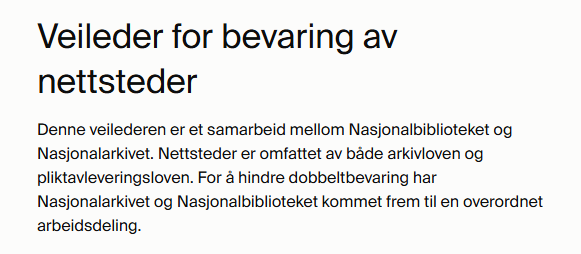 Veileder for bevaring av
nettsteder
Denne veilederen er et samarbeid mellom Nasjonalbiblioteket og
Nasjonalarkivet. Nettsteder er omfattet av både arkivloven og
pliktavleveringsloven. For å hindre dobbeltbevaring har
Nasjonalarkivet og Nasjonalbiblioteket kommet frem til en overordnet
arbeidsdeling.